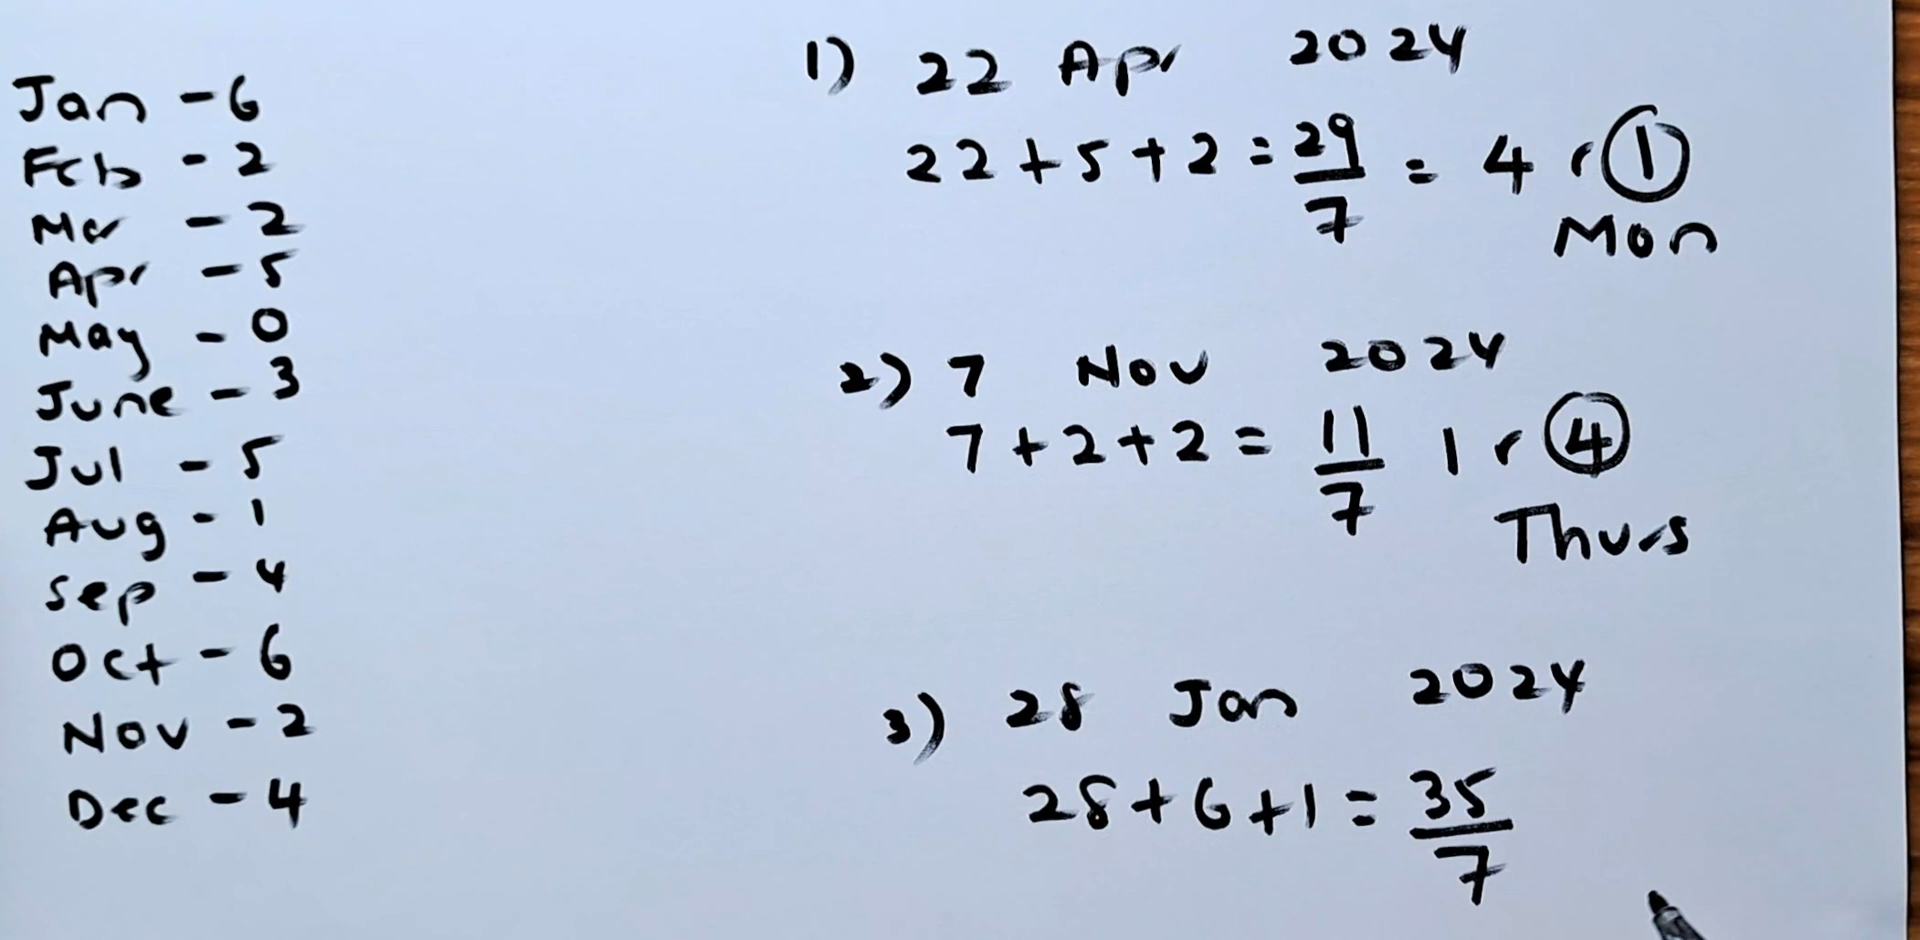 Jan - 6
Feb - 2
Mar - 2
Apr - 5
May - 0
June - 3
Jul - 5
Aug - 1
Sep - 4
Oct - 6
Nov - 2
Dec - 4
1) 22 Apr 2024
22 + 5 + 2 = 29/7 = 4 r 1
Mon
2) 7 Nov 2024
7 + 2 + 2 = 11/7 1 r 4
Thurs
3) 28 Jan 2024
28 + 6 + 1 = 35/7